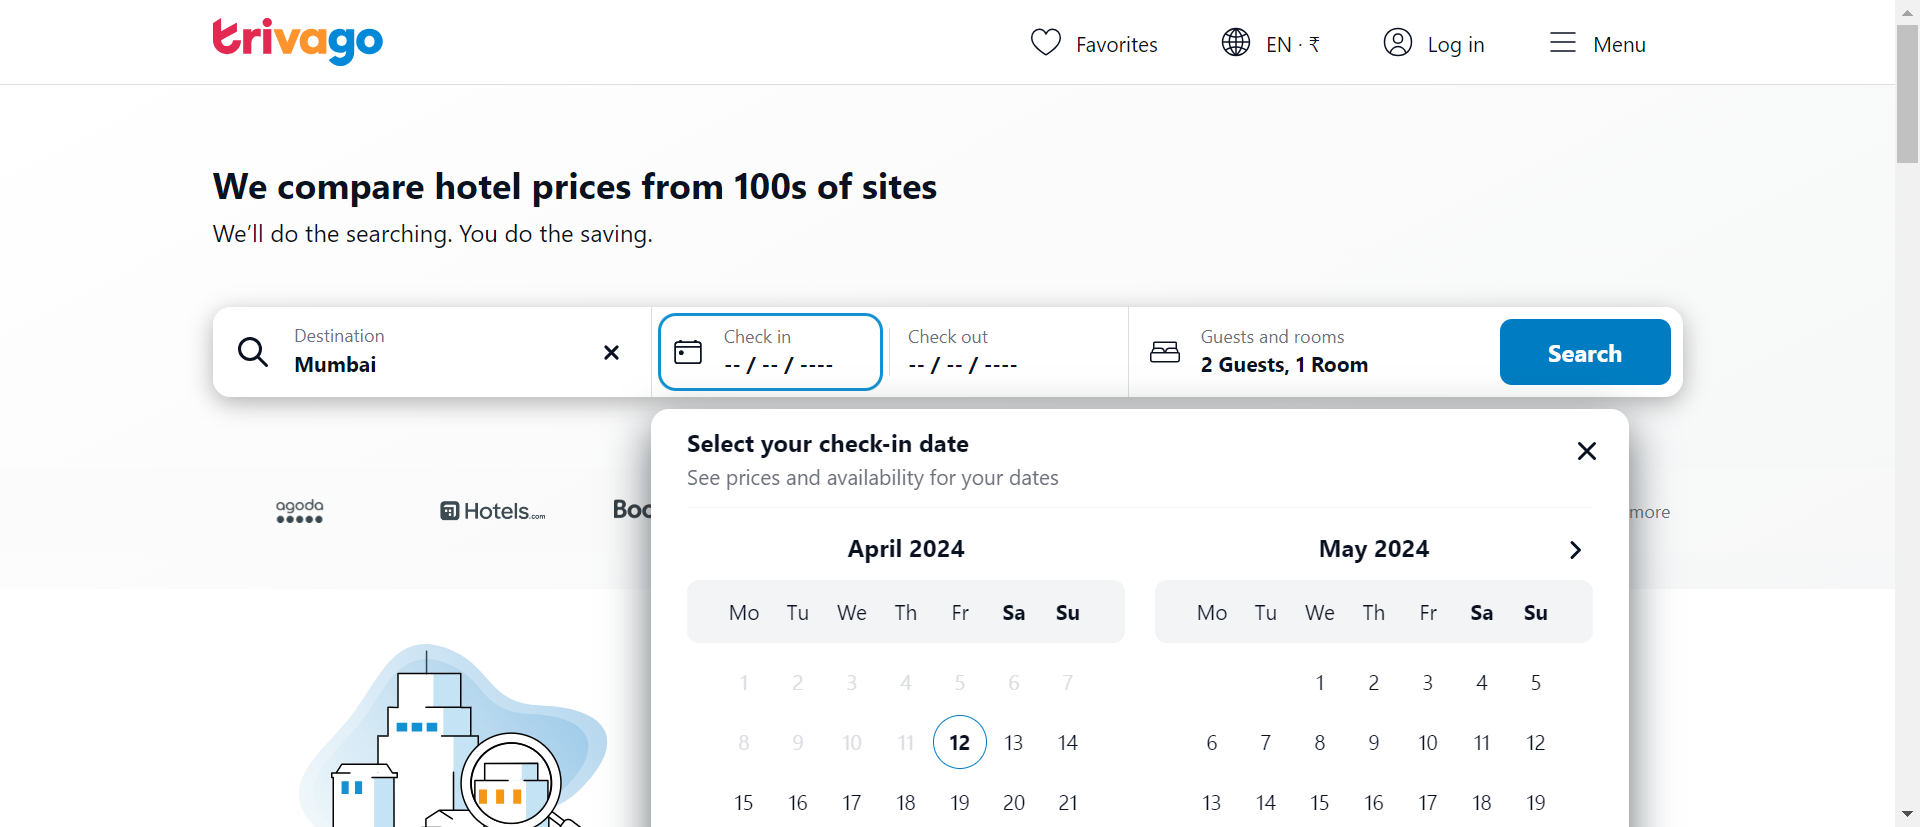 trivago
Favorites
EN · ₹
Log in
Menu
We compare hotel prices from 100s of sites
We'll do the searching. You do the saving.
Destination
Mumbai
Check in
-- / -- / ----
Check out
-- / -- / ----
Guests and rooms
2 Guests, 1 Room
Search
agoda
Hotels.com
Boo
more
Select your check-in date
See prices and availability for your dates
April 2024
Mo Tu We Th Fr Sa Su
1 2 3 4 5 6 7
8 9 10 11 12 13 14
15 16 17 18 19 20 21
May 2024
Mo Tu We Th Fr Sa Su
1 2 3 4 5
6 7 8 9 10 11 12
13 14 15 16 17 18 19